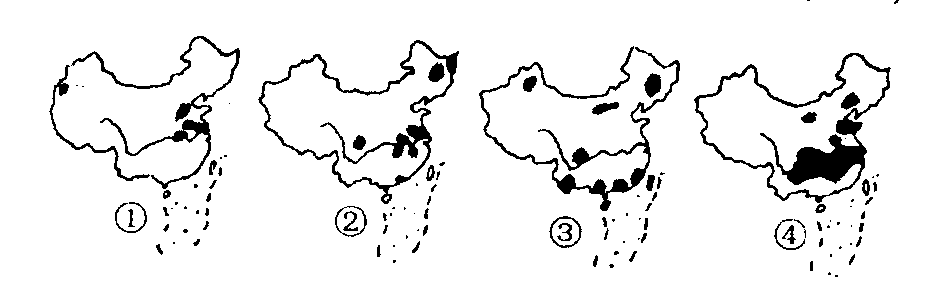 ① ② ③ ④